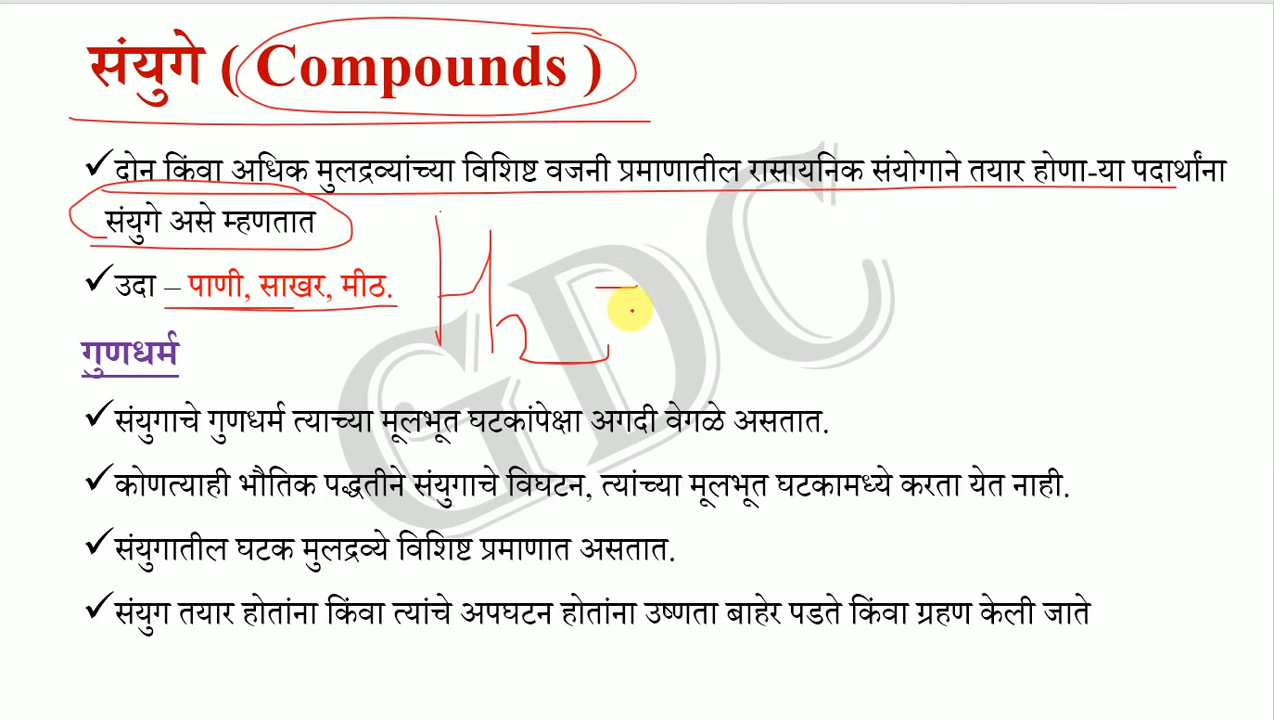 संयुगे ( Compounds )
✓ दोन किंवा अधिक मुलद्रव्यांच्या विशिष्ट वजनी प्रमाणातील रासायनिक संयोगाने तयार होणा-या पदार्थांना
संयुगे असे म्हणतात
✓ उदा – पाणी, साखर, मीठ.
H2
गुणधर्म
✓ संयुगाचे गुणधर्म त्याच्या मूलभूत घटकांपेक्षा अगदी वेगळे असतात.
✓ कोणत्याही भौतिक पद्धतीने संयुगाचे विघटन, त्यांच्या मूलभूत घटकामध्ये करता येत नाही.
✓ संयुगातील घटक मुलद्रव्ये विशिष्ट प्रमाणात असतात.
✓ संयुग तयार होतांना किंवा त्यांचे अपघटन होतांना उष्णता बाहेर पडते किंवा ग्रहण केली जाते
GDC